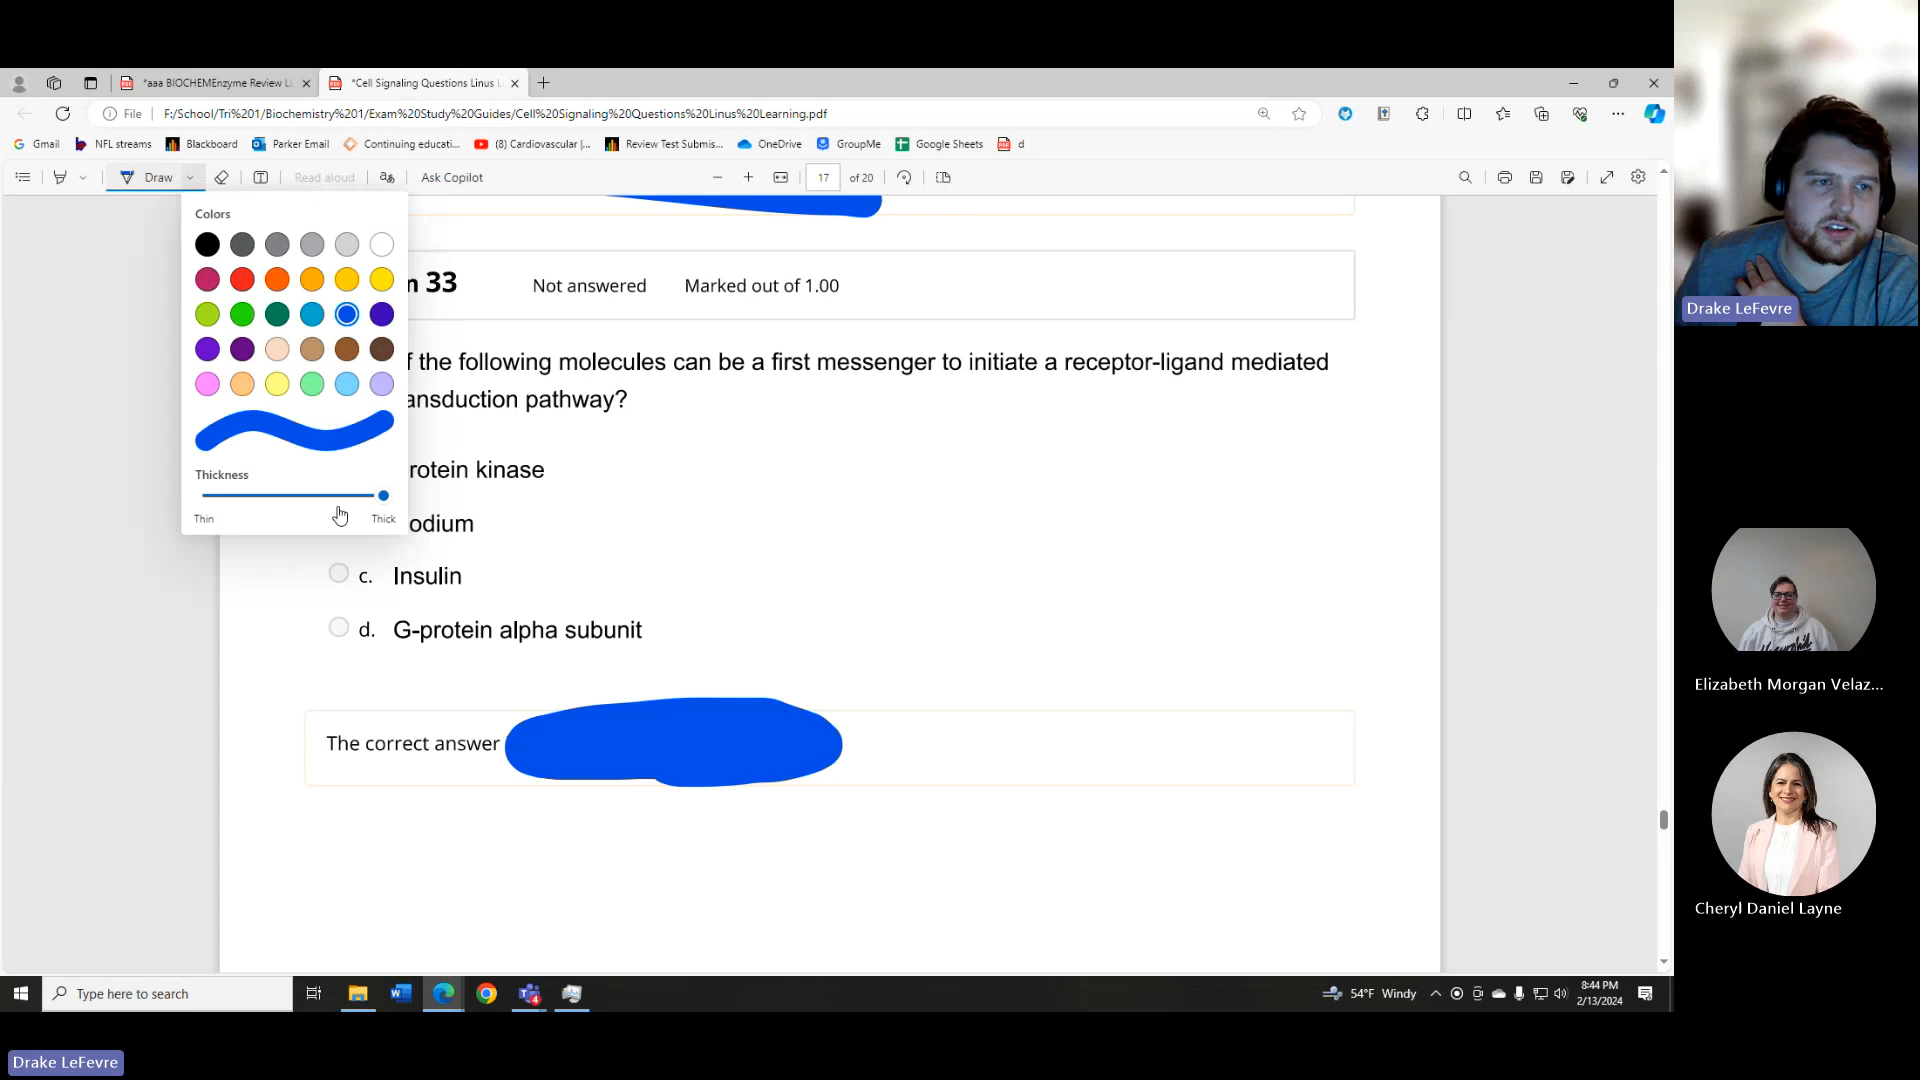 *aaa BIOCHEMEnzyme Review LL
*Cell Signaling Questions Linus L
File
F:/School/Tri%201/Biochemistry%201/Exam%20Study%20Guides/Cell%20Signaling%20Questions%20Linus%20Learning.pdf
Gmail NFL streams Blackboard Parker Email Continuing educati... (8) Cardiovascular |... Review Test Submis... OneDrive GroupMe Google Sheets d
Draw Read aloud Ask Copilot 17 of 20
Colors
Thickness
Thin Thick
n 33 Not answered Marked out of 1.00
f the following molecules can be a first messenger to initiate a receptor-ligand mediated
ansduction pathway?
rotein kinase
odium
c. Insulin
d. G-protein alpha subunit
The correct answer
Drake LeFevre
Elizabeth Morgan Velaz...
Cheryl Daniel Layne
Type here to search
4
54°F Windy
8:44 PM
2/13/2024
Drake LeFevre